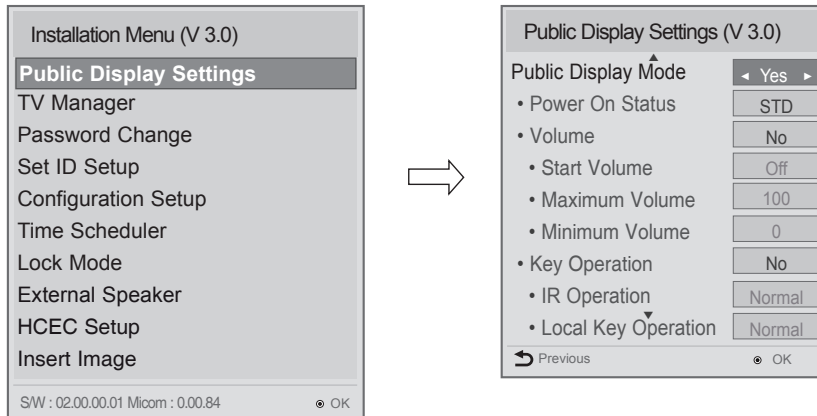 Installation Menu (V 3.0)
Public Display Settings
TV Manager
Password Change
Set ID Setup
Configuration Setup
Time Scheduler
Lock Mode
External Speaker
HCEC Setup
Insert Image
S/W : 02.00.00.01 Micom : 0.00.84 ◉ OK
Public Display Settings (V 3.0)
Public Display Mode ◄ Yes ►
• Power On Status STD
• Volume No
• Start Volume Off
• Maximum Volume 100
• Minimum Volume 0
• Key Operation No
• IR Operation Normal
• Local Key Operation Normal
Previous ◉ OK